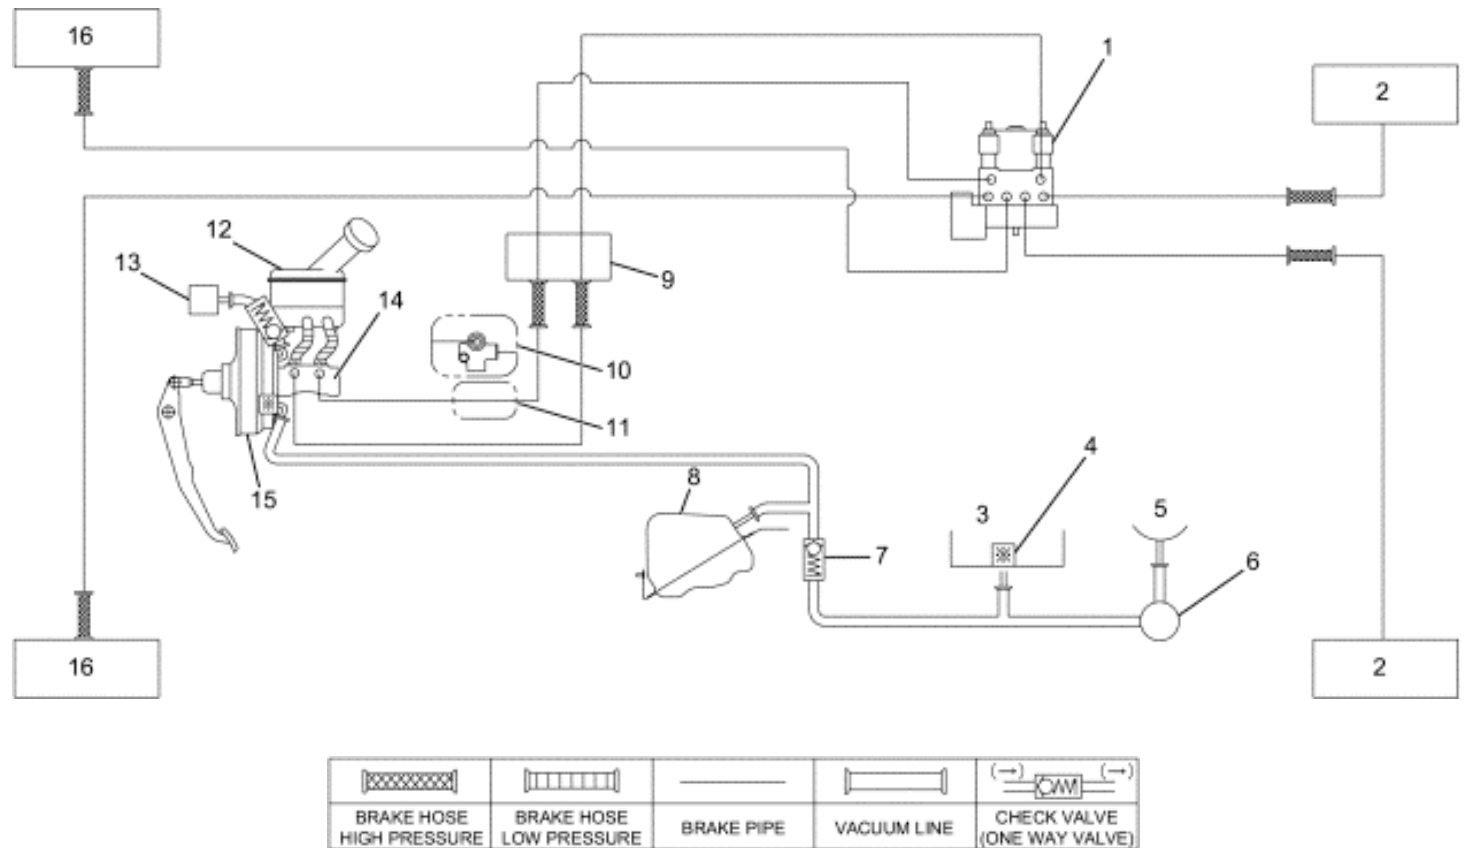 16
1
2
12
13
14
9
10
11
15
8
4
3
5
7
6
16
2
(→) (→)
BRAKE HOSE
HIGH PRESSURE
BRAKE HOSE
LOW PRESSURE
BRAKE PIPE
VACUUM LINE
CHECK VALVE
(ONE WAY VALVE)